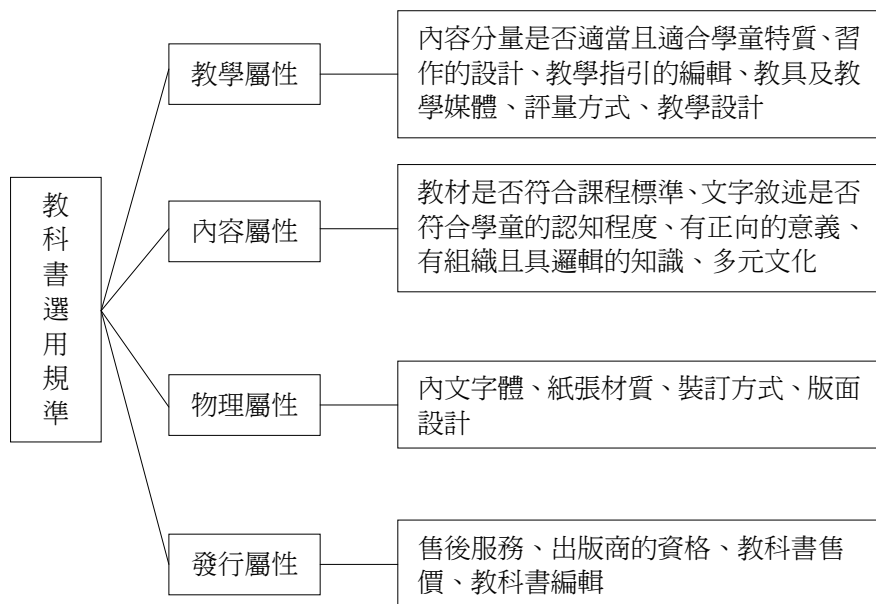 教科書選用規準
教學屬性
內容分量是否適當且適合學童特質、習
作的設計、教學指引的編輯、教具及教
學媒體、評量方式、教學設計
內容屬性
教材是否符合課程標準、文字敘述是否
符合學童的認知程度、有正向的意義、
有組織且具邏輯的知識、多元文化
物理屬性
內文字體、紙張材質、裝訂方式、版面
設計
發行屬性
售後服務、出版商的資格、教科書售
價、教科書編輯